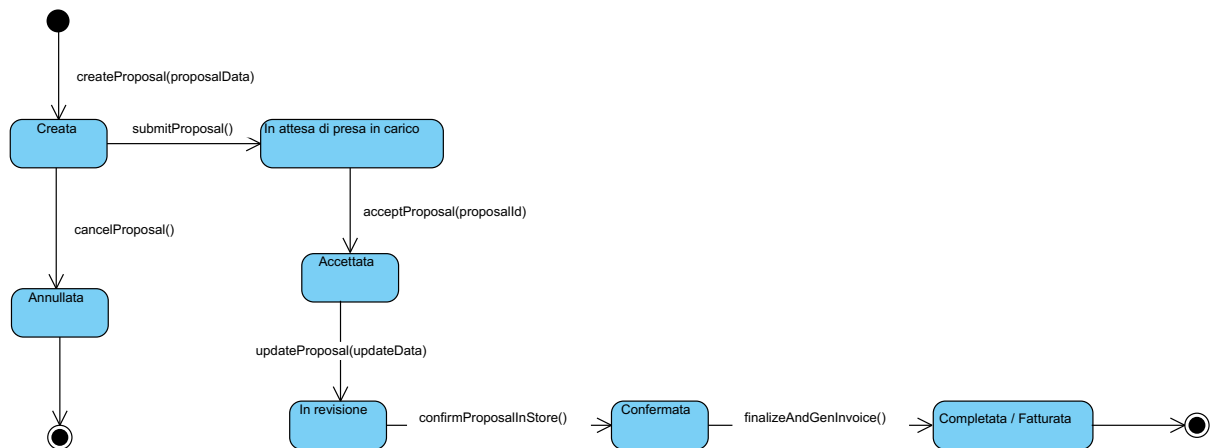 createProposal(proposalData)
Creata
submitProposal()
In attesa di presa in carico
cancelProposal()
acceptProposal(proposalId)
Accettata
Annullata
updateProposal(updateData)
In revisione
confirmProposalInStore()
Confermata
finalizeAndGenInvoice()
Completata / Fatturata